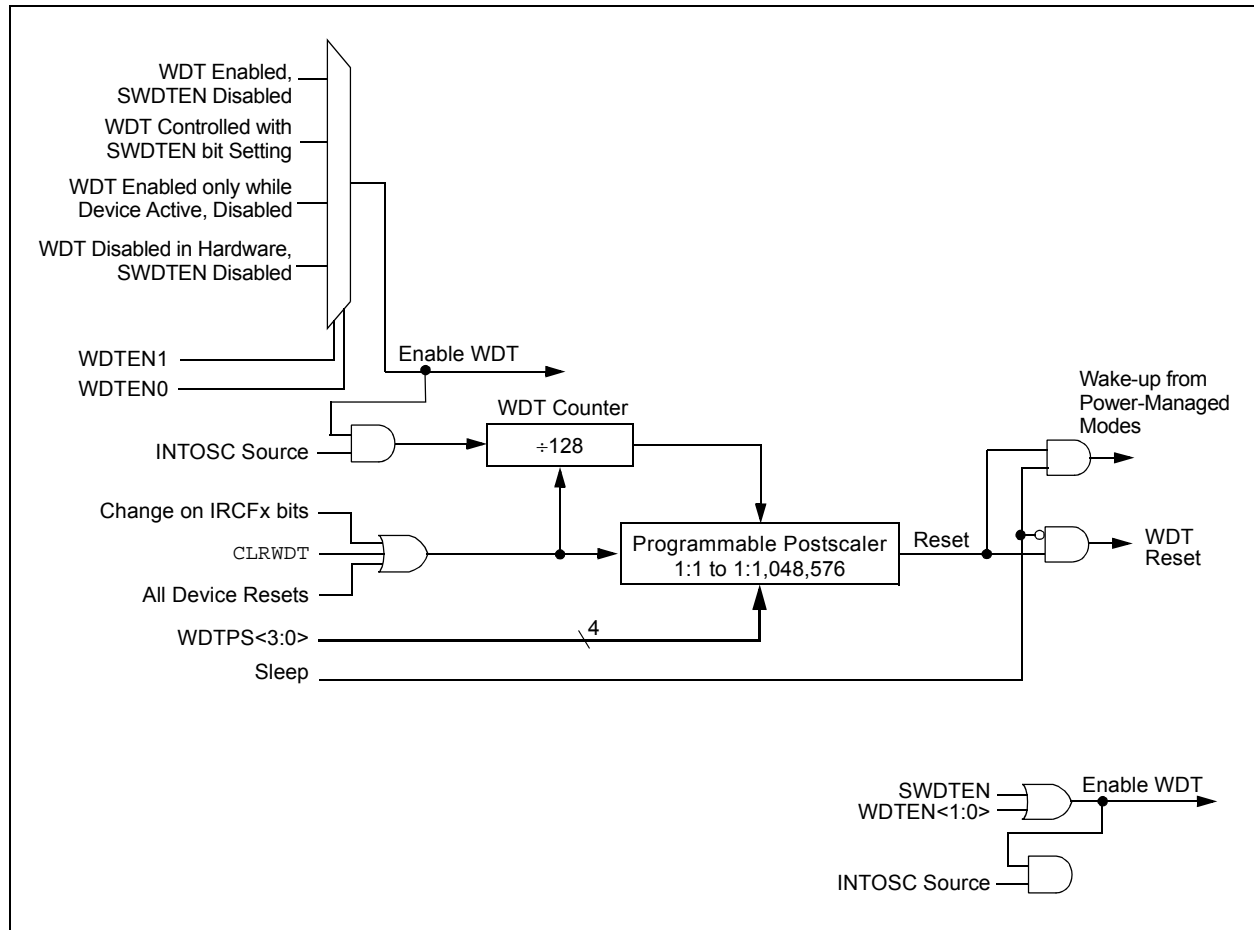 WDT Enabled,
SWDTEN Disabled
WDT Controlled with
SWDTEN bit Setting
WDT Enabled only while
Device Active, Disabled
WDT Disabled in Hardware,
SWDTEN Disabled
WDTEN1
WDTEN0
Enable WDT
WDT Counter
÷128
INTOSC Source
Wake-up from
Power-Managed
Modes
Change on IRCFx bits
CLRWDT
All Device Resets
Programmable Postscaler
1:1 to 1:1,048,576
Reset
WDT
Reset
WDTPS<3:0>
4
Sleep
SWDTEN
WDTEN<1:0>
Enable WDT
INTOSC Source